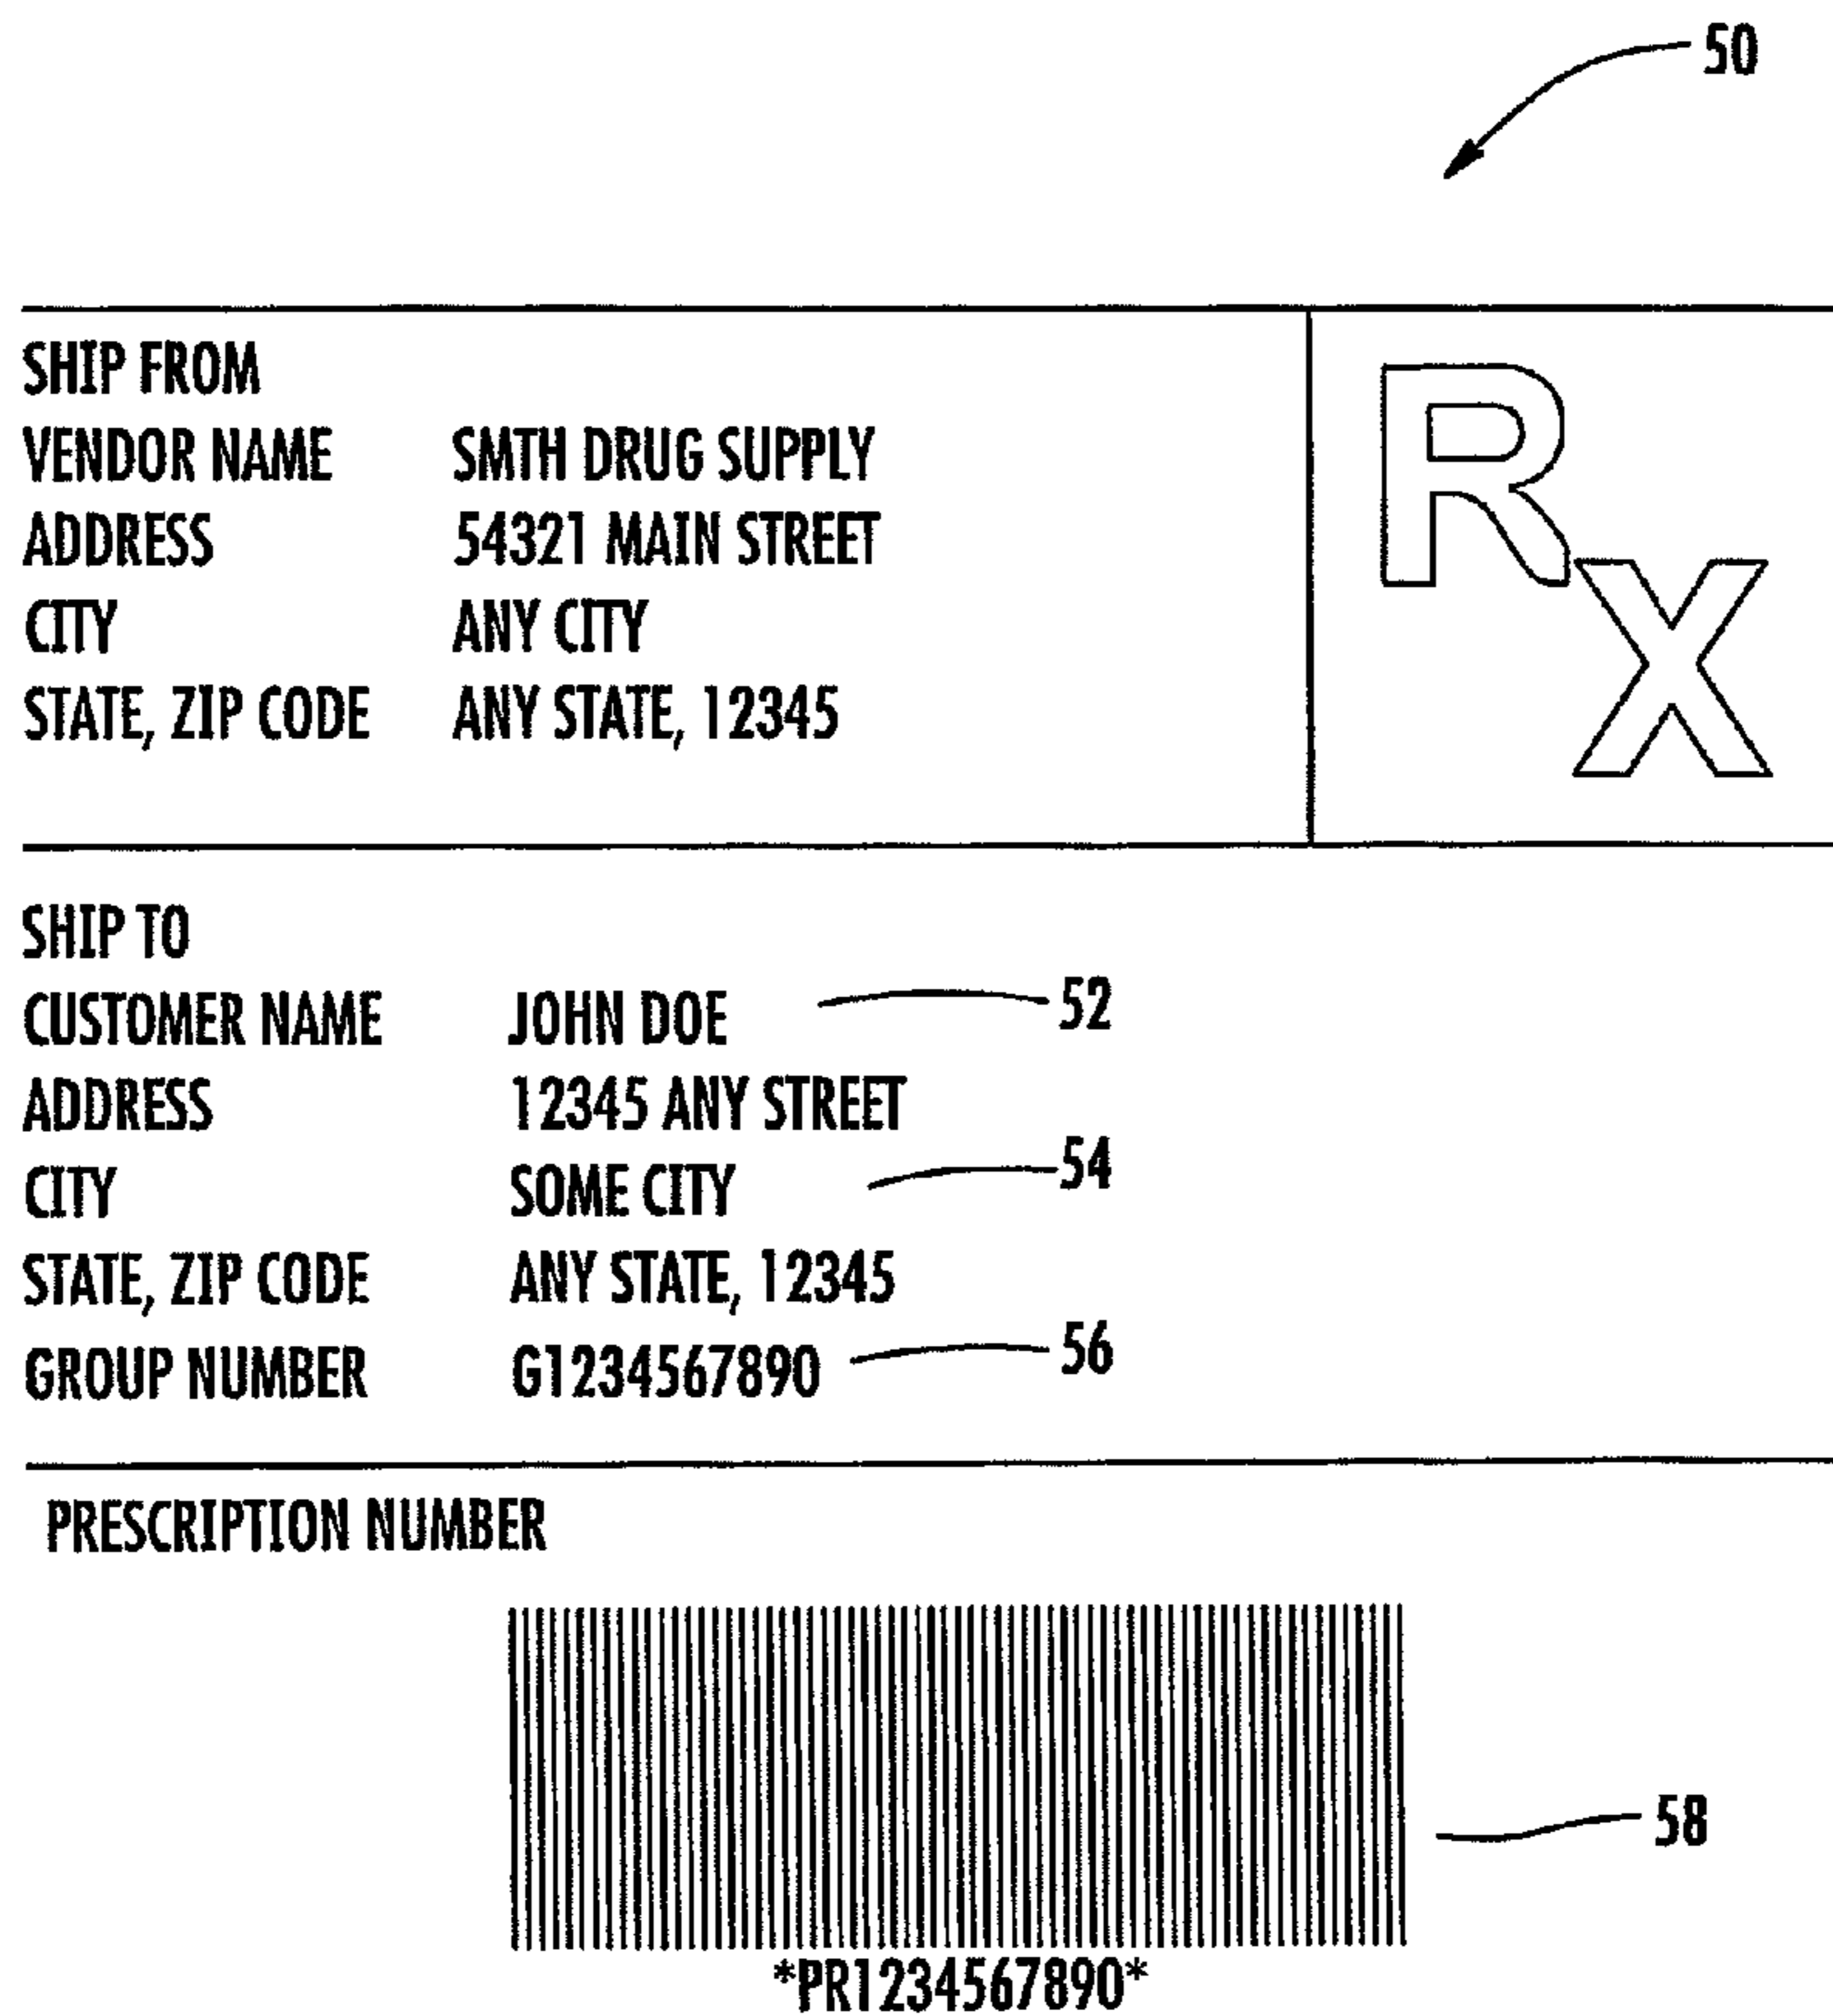 50
SHIP FROM
VENDOR NAME SMTH DRUG SUPPLY
ADDRESS 54321 MAIN STREET
CITY ANY CITY
STATE, ZIP CODE ANY STATE, 12345
RX
SHIP TO
CUSTOMER NAME JOHN DOE 52
ADDRESS 12345 ANY STREET
CITY SOME CITY 54
STATE, ZIP CODE ANY STATE, 12345
GROUP NUMBER G1234567890 56
PRESCRIPTION NUMBER
58
*PR1234567890*